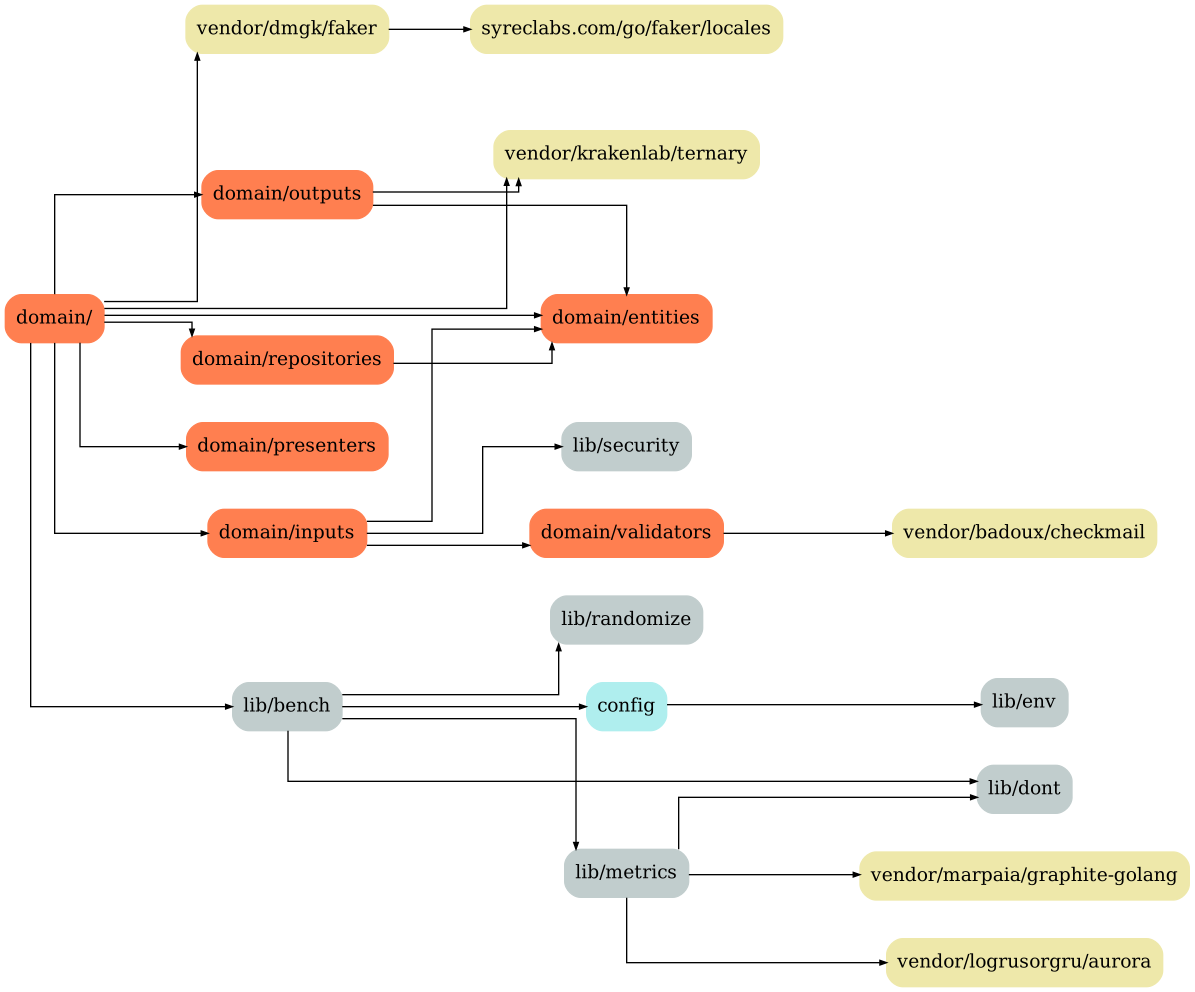 vendor/dmgk/faker
syreclabs.com/go/faker/locales
vendor/krakenlab/ternary
domain/outputs
domain/
domain/entities
domain/repositories
domain/presenters
lib/security
domain/inputs
domain/validators
vendor/badoux/checkmail
lib/randomize
lib/bench
config
lib/env
lib/dont
lib/metrics
vendor/marpaia/graphite-golang
vendor/logrusorgru/aurora